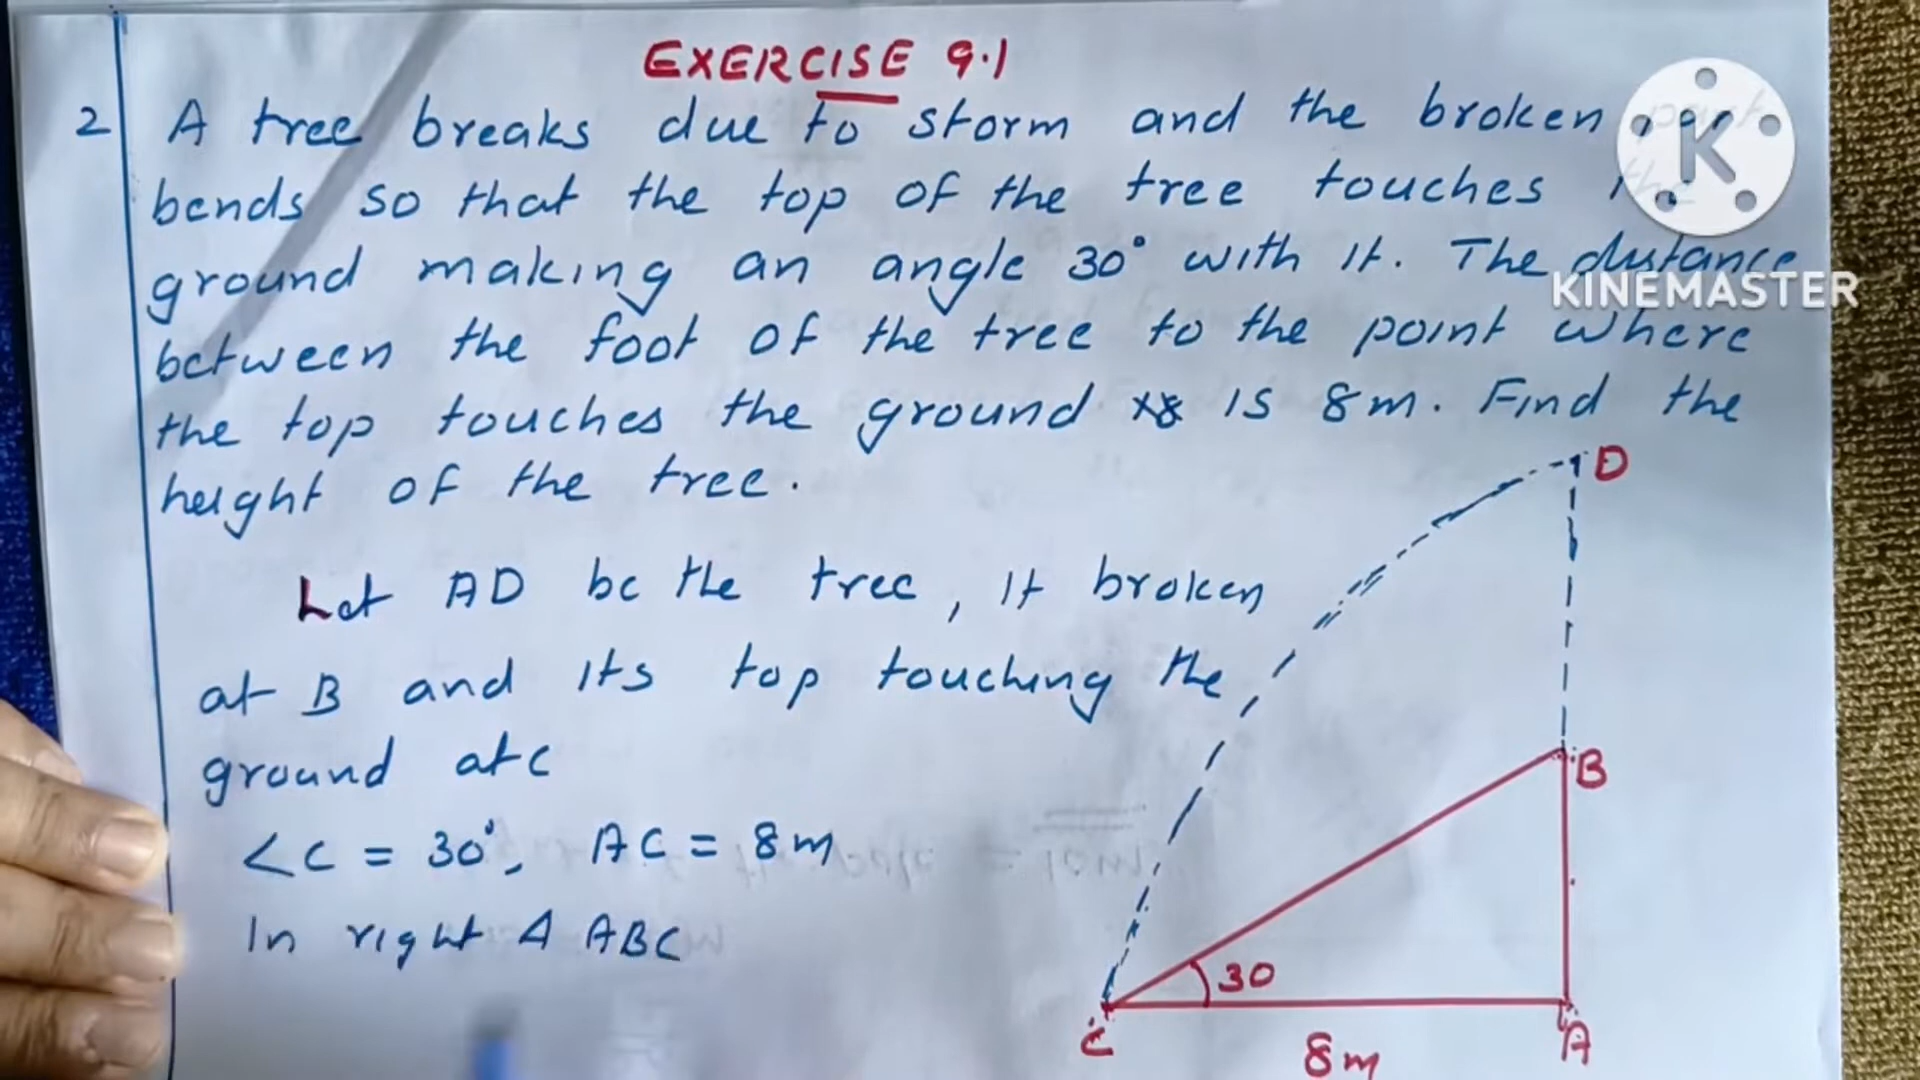 EXERCISE 9.1
2 A tree breaks due to storm and the broken
bends so that the top of the tree touches the
ground making an angle 30° with it. The distance
between the foot of the tree to the point where
the top touches the ground is 8m. Find the
height of the tree.
Let AD be the tree, it broken
at B and its top touching the
ground at C
∠C = 30°, AC = 8m
In right Δ ABC
D
B
30
C
A
8m
K
KINEMASTER